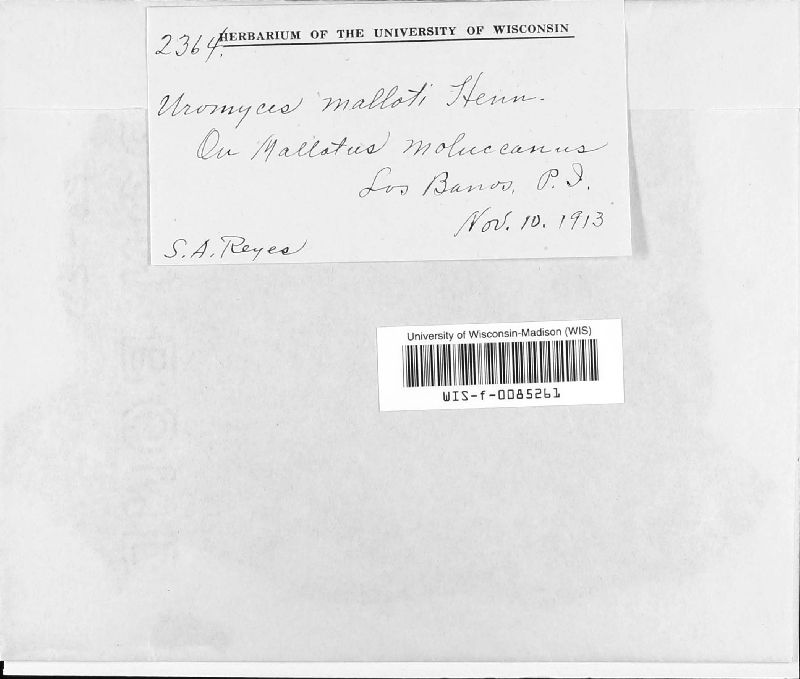 2364. HERBARIUM OF THE UNIVERSITY OF WISCONSIN
Uromyces malloti Henn.
On Mallotus moluccanus
Los Banos, P.I.
Nov. 10. 1913
S.A. Reyes
University of Wisconsin-Madison (WIS)
WIS-f-0085261